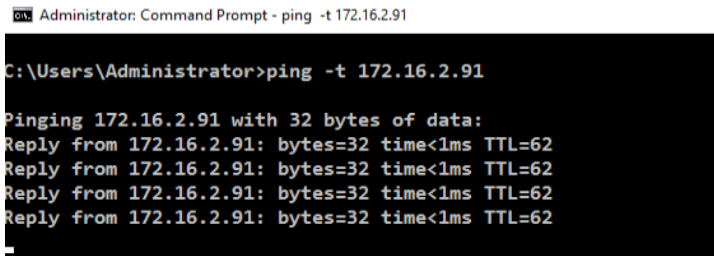 Administrator: Command Prompt - ping -t 172.16.2.91
C:\Users\Administrator>ping -t 172.16.2.91
Pinging 172.16.2.91 with 32 bytes of data:
Reply from 172.16.2.91: bytes=32 time<1ms TTL=62
Reply from 172.16.2.91: bytes=32 time<1ms TTL=62
Reply from 172.16.2.91: bytes=32 time<1ms TTL=62
Reply from 172.16.2.91: bytes=32 time<1ms TTL=62